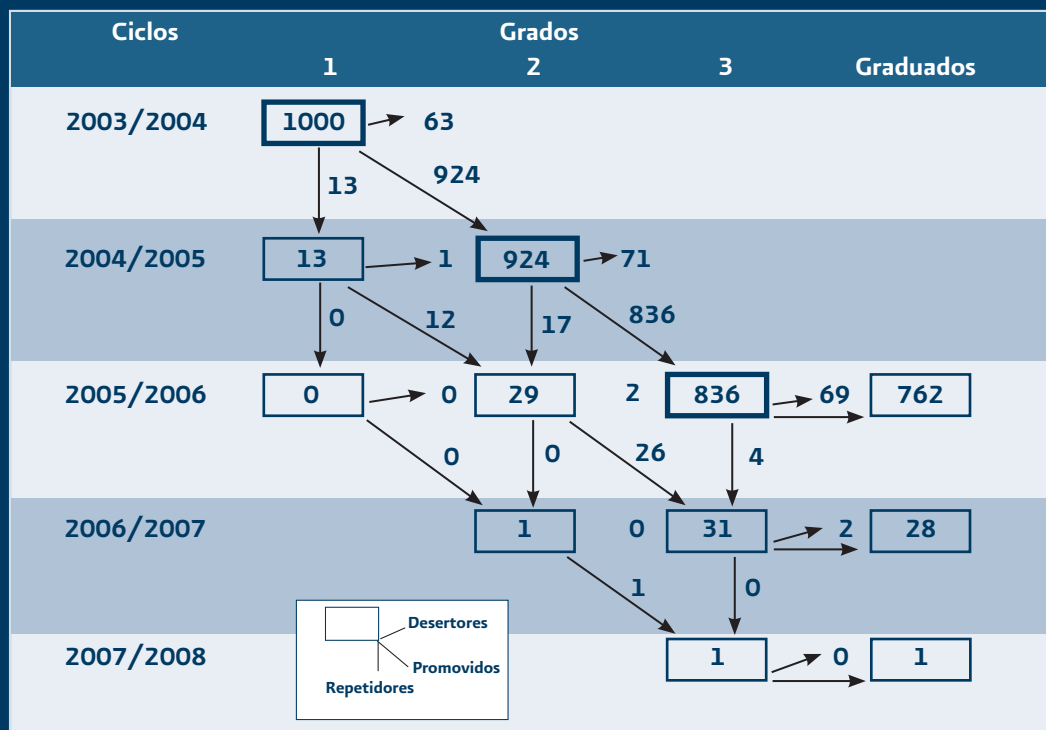 Ciclos Grados
1 2 3 Graduados
2003/2004 1000 63
13 924
2004/2005 13 1 924 71
0 12 17 836
2005/2006 0 0 29 2 836 69 762
0 0 26 4
2006/2007 1 0 31 2 28
1 0
Desertores
Promovidos
Repetidores
2007/2008 1 0 1